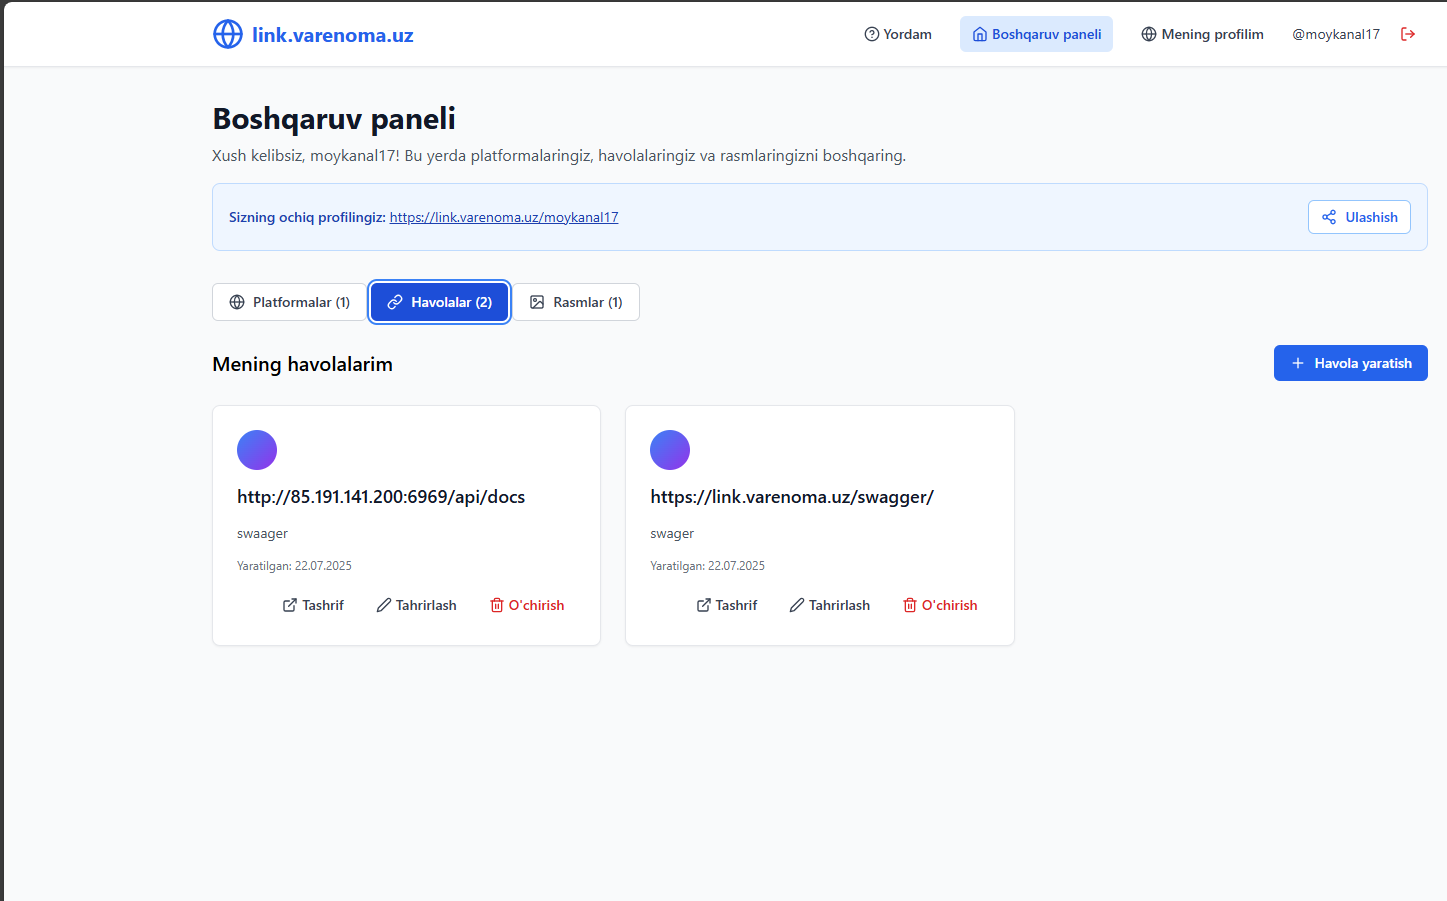 link.varenoma.uz
Yordam
Boshqaruv paneli
Mening profilim
@moykanal17
Boshqaruv paneli
Xush kelibsiz, moykanal17! Bu yerda platformalaringiz, havolalaringiz va rasmlaringizni boshqaring.
Sizning ochiq profilingiz: https://link.varenoma.uz/moykanal17
Ulashish
Platformalar (1)
Havolalar (2)
Rasmlar (1)
Mening havolalarim
+ Havola yaratish
http://85.191.141.200:6969/api/docs
swaager
Yaratilgan: 22.07.2025
Tashrif
Tahrirlash
O'chirish
https://link.varenoma.uz/swagger/
swager
Yaratilgan: 22.07.2025
Tashrif
Tahrirlash
O'chirish